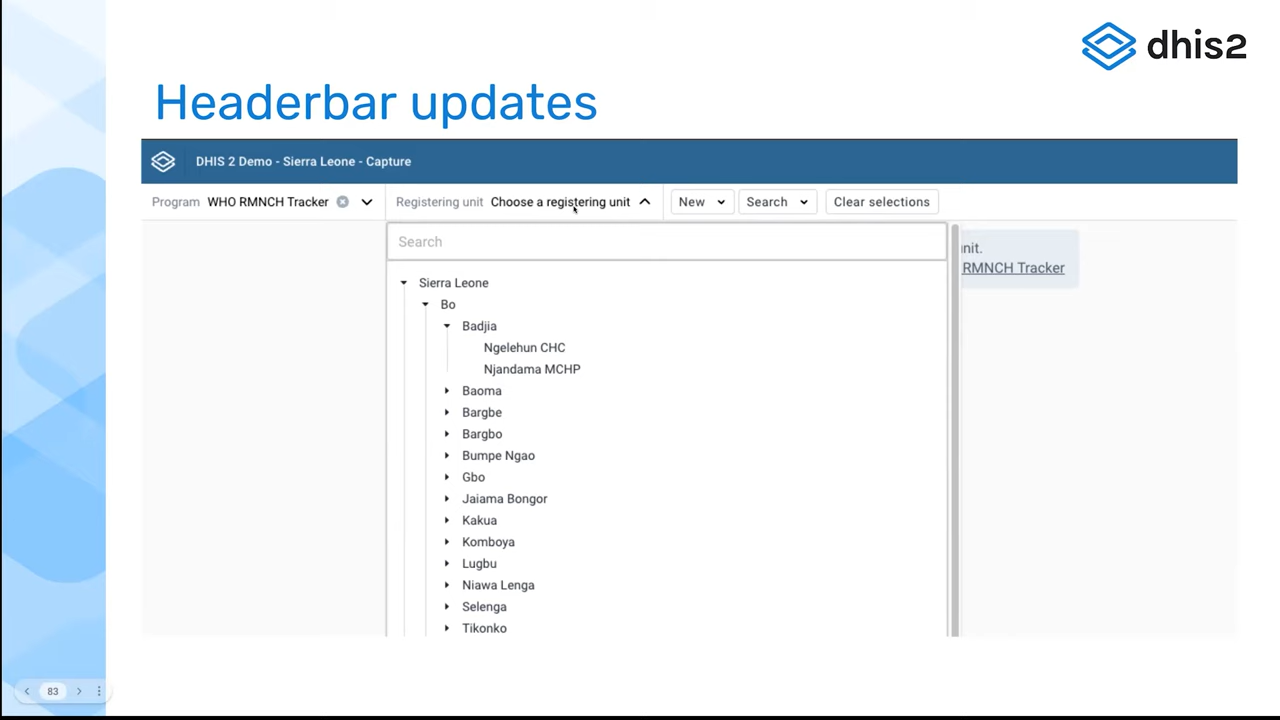 dhis2
Headerbar updates
DHIS 2 Demo - Sierra Leone - Capture
Program WHO RMNCH Tracker Registering unit Choose a registering unit New Search Clear selections
Search
nit.
RMNCH Tracker
Sierra Leone
Bo
Badjia
Ngelehun CHC
Njandama MCHP
Baoma
Bargbe
Bargbo
Bumpe Ngao
Gbo
Jaiama Bongor
Kakua
Komboya
Lugbu
Niawa Lenga
Selenga
Tikonko
83